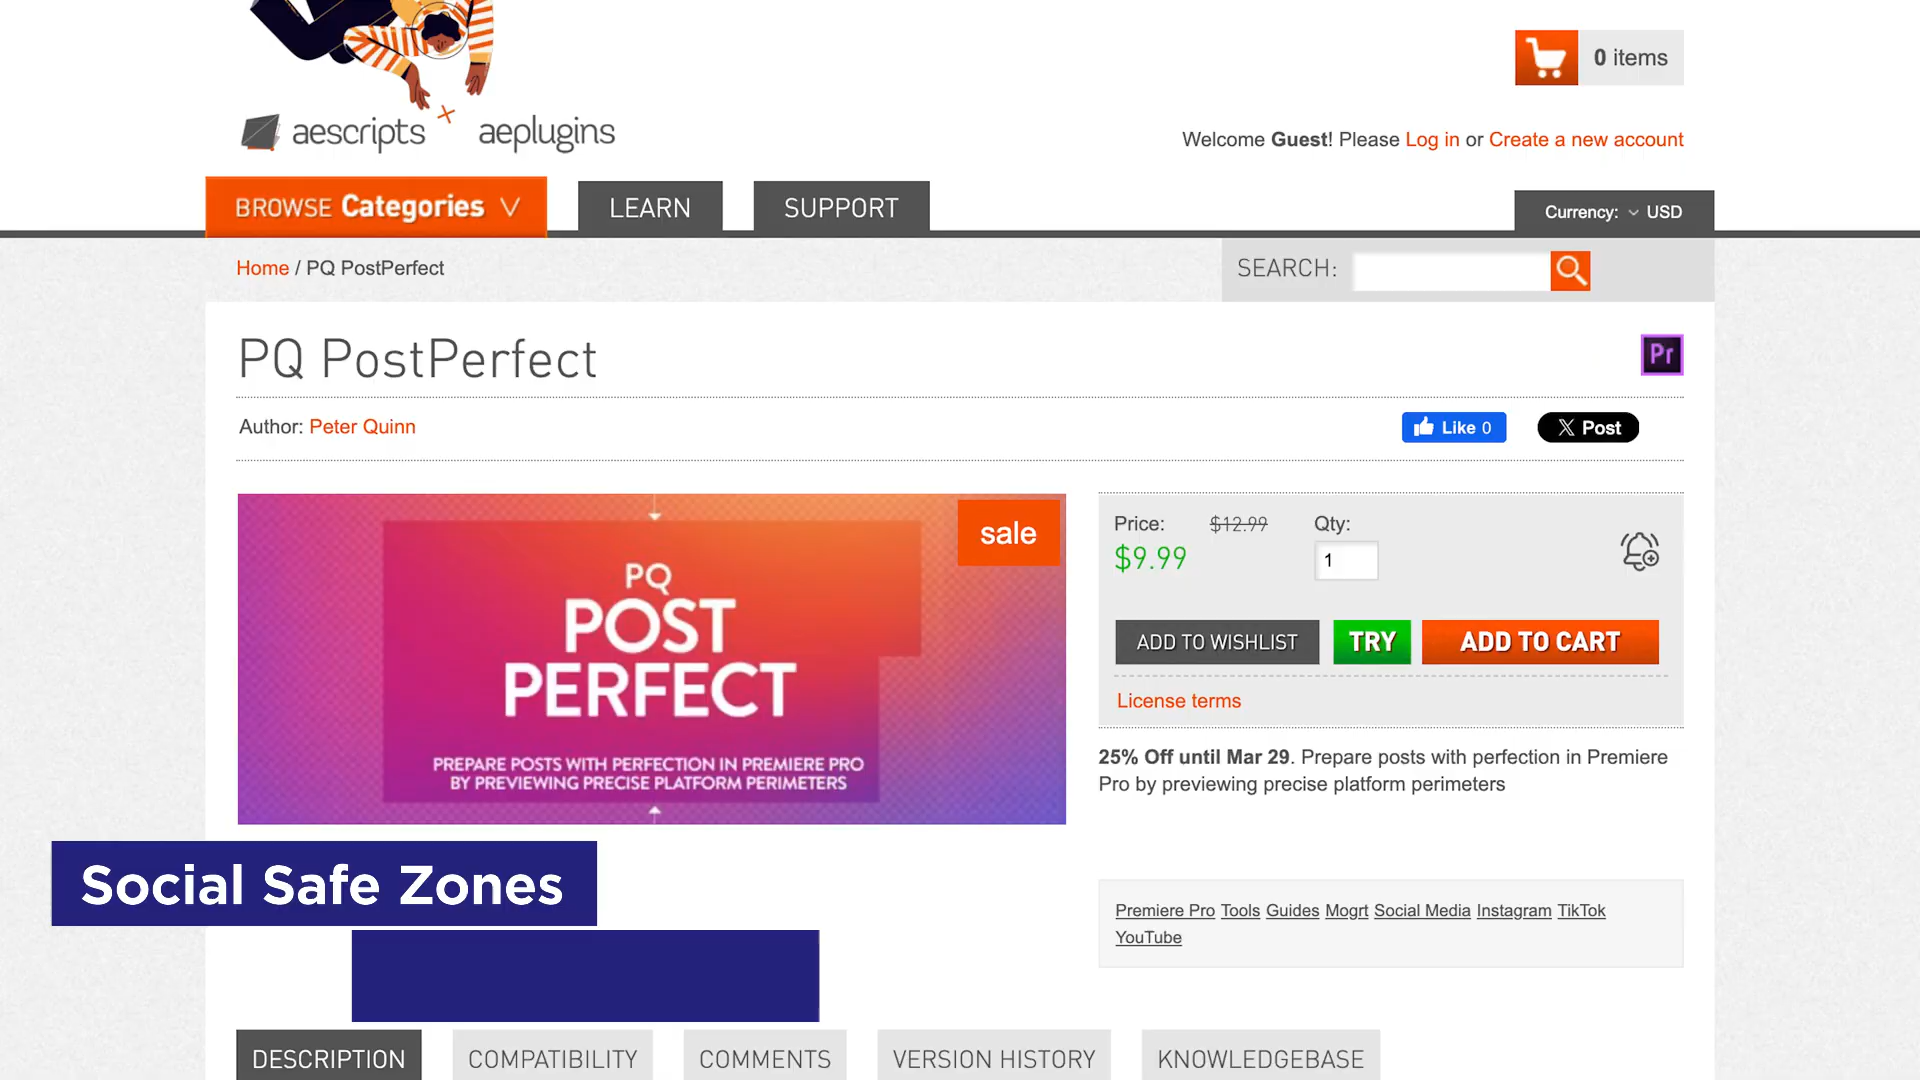 0 items
aescripts aeplugins
Welcome Guest! Please Log in or Create a new account
BROWSE Categories LEARN SUPPORT
Currency: USD
Home / PQ PostPerfect
SEARCH:
PQ PostPerfect
Pr
Author: Peter Quinn
Like 0
X Post
sale
PQ
POST
PERFECT
PREPARE POSTS WITH PERFECTION IN PREMIERE PRO
BY PREVIEWING PRECISE PLATFORM PERIMETERS
Price: $12.99 Qty:
$9.99 1
ADD TO WISHLIST TRY ADD TO CART
License terms
25% Off until Mar 29. Prepare posts with perfection in Premiere
Pro by previewing precise platform perimeters
Social Safe Zones
Premiere Pro Tools Guides Mogrt Social Media Instagram TikTok
YouTube
DESCRIPTION COMPATIBILITY COMMENTS VERSION HISTORY KNOWLEDGEBASE